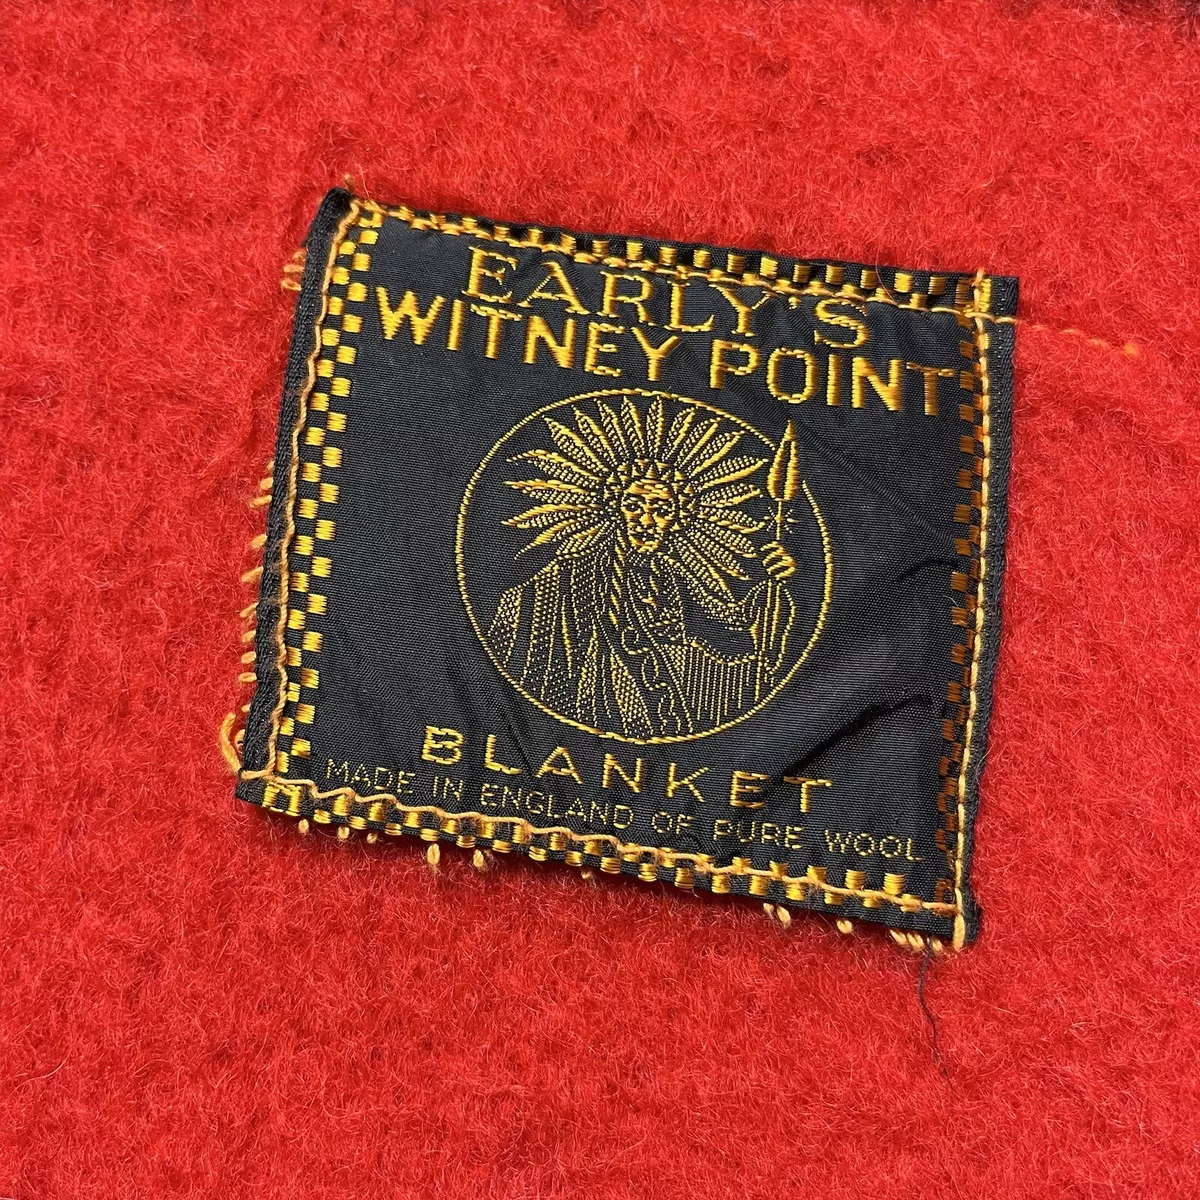 EARLY'S
WITNEY POINT
BLANKET
MADE IN ENGLAND OF PURE WOOL